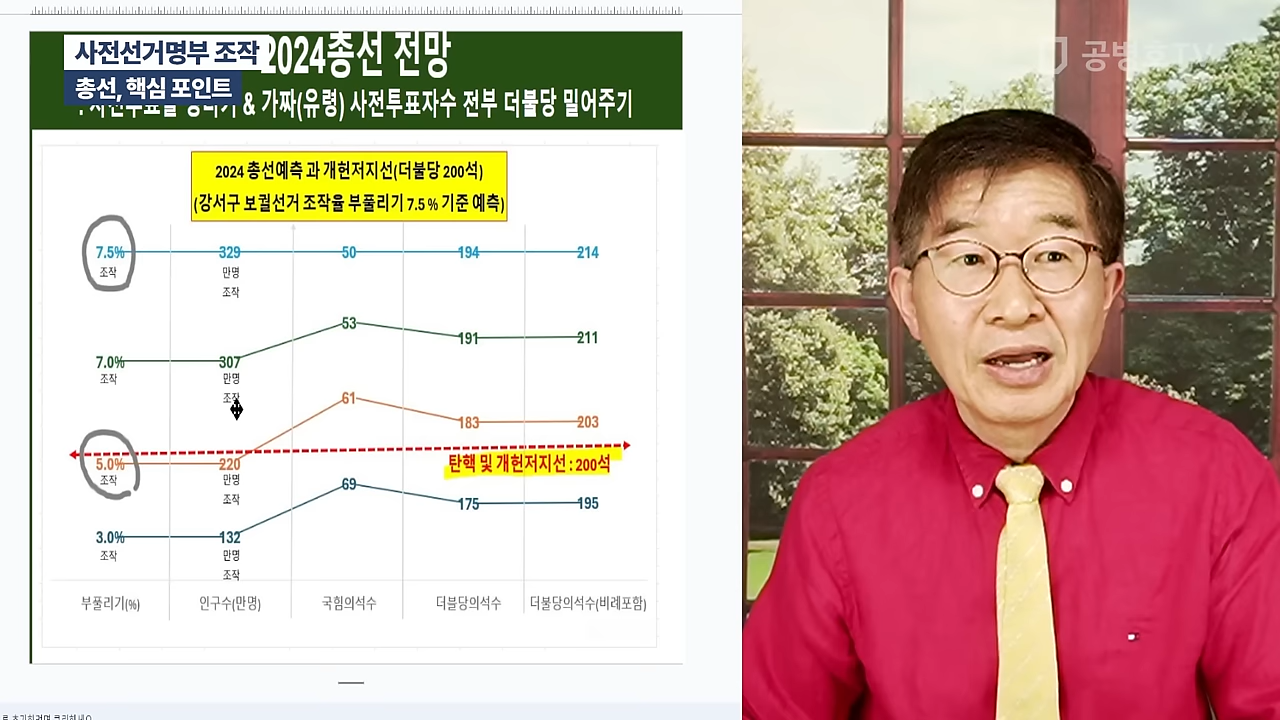 사전선거명부 조작
2024총선 전망
총선, 핵심 포인트
& 가짜(유령) 사전투표자수 전부 더불당 밀어주기
공병호TV
2024 총선예측 과 개헌저지선(더불당 200석)
(강서구 보궐선거 조작율 부풀리기 7.5 % 기준 예측)
7.5% 329 50 194 214
조작 만명
조작
7.0% 307 53 191 211
조작 만명
조작
5.0% 220 61 183 203
조작 만명
조작
탄핵 및 개헌저지선 : 200석
3.0% 132 69 175 195
조작 만명
조작
부풀리기(%) 인구수(만명) 국힘의석수 더블당의석수 더불당의석수(비례포함)